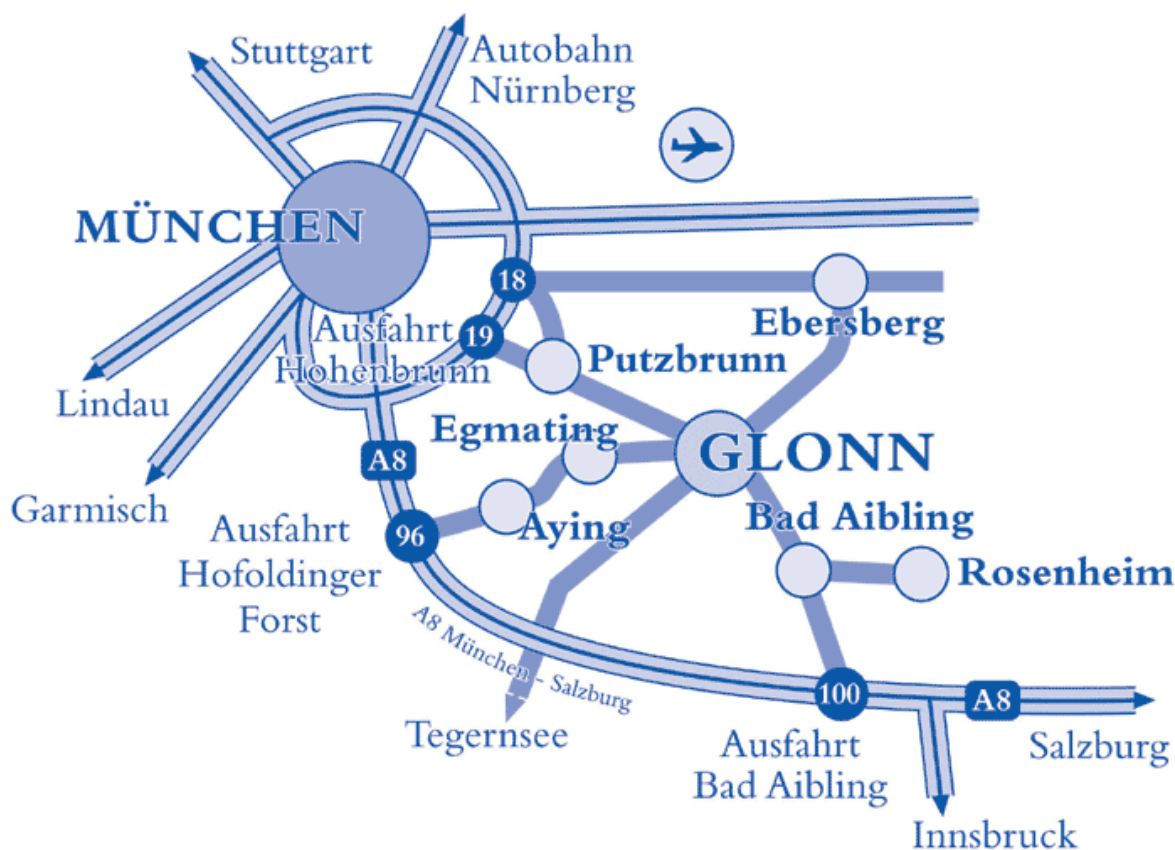 Stuttgart
Autobahn
Nürnberg
MÜNCHEN
18
Ebersberg
Ausfahrt
Hohenbrunn
19
Putzbrunn
Lindau
Egmating
GLONN
A8
Garmisch
Aying
Bad Aibling
96
Ausfahrt
Hofoldinger
Forst
Rosenheim
A8 München - Salzburg
Tegernsee
100
A8
Ausfahrt
Bad Aibling
Salzburg
Innsbruck